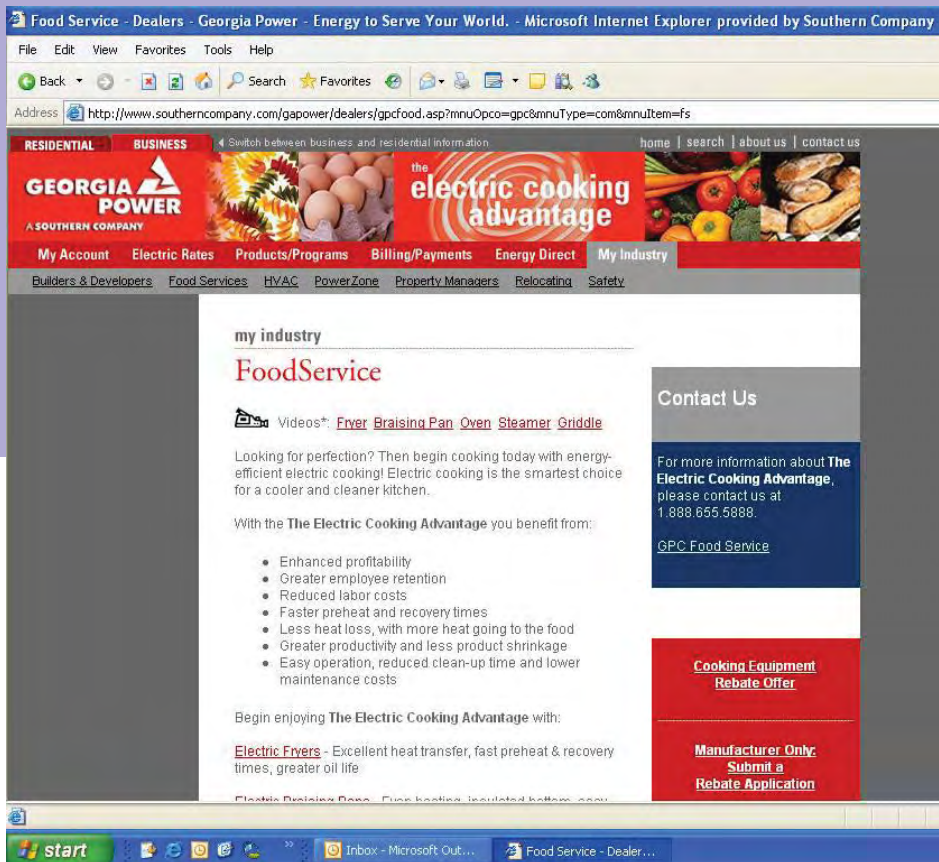 Food Service - Dealers - Georgia Power - Energy to Serve Your World. - Microsoft Internet Explorer provided by Southern Company
File Edit View Favorites Tools Help
Back Search Favorites
Address http://www.southerncompany.com/gapower/dealers/gpcfood.asp?mnuOpco=gpc&mnuType=com&mnuItem=fs
RESIDENTIAL BUSINESS Switch between business and residential information home | search | about us | contact us
GEORGIA
POWER
A SOUTHERN COMPANY
the
electric cooking
advantage
My Account Electric Rates Products/Programs Billing/Payments Energy Direct My Industry
Builders & Developers Food Services HVAC PowerZone Property Managers Relocating Safety
my industry
FoodService
Videos*: Fryer Braising Pan Oven Steamer Griddle
Looking for perfection? Then begin cooking today with energy-
efficient electric cooking! Electric cooking is the smartest choice
for a cooler and cleaner kitchen.
With the The Electric Cooking Advantage you benefit from:
Enhanced profitability
Greater employee retention
Reduced labor costs
Faster preheat and recovery times
Less heat loss, with more heat going to the food
Greater productivity and less product shrinkage
Easy operation, reduced clean-up time and lower
maintenance costs
Begin enjoying The Electric Cooking Advantage with:
Electric Fryers - Excellent heat transfer, fast preheat & recovery
times, greater oil life
Electric Braising Pans - Even heating, insulated bottom, easy
Contact Us
For more information about The
Electric Cooking Advantage,
please contact us at
1.888.655.5888.
GPC Food Service
Cooking Equipment
Rebate Offer
Manufacturer Only:
Submit a
Rebate Application
start Inbox - Microsoft Out... Food Service - Dealer...